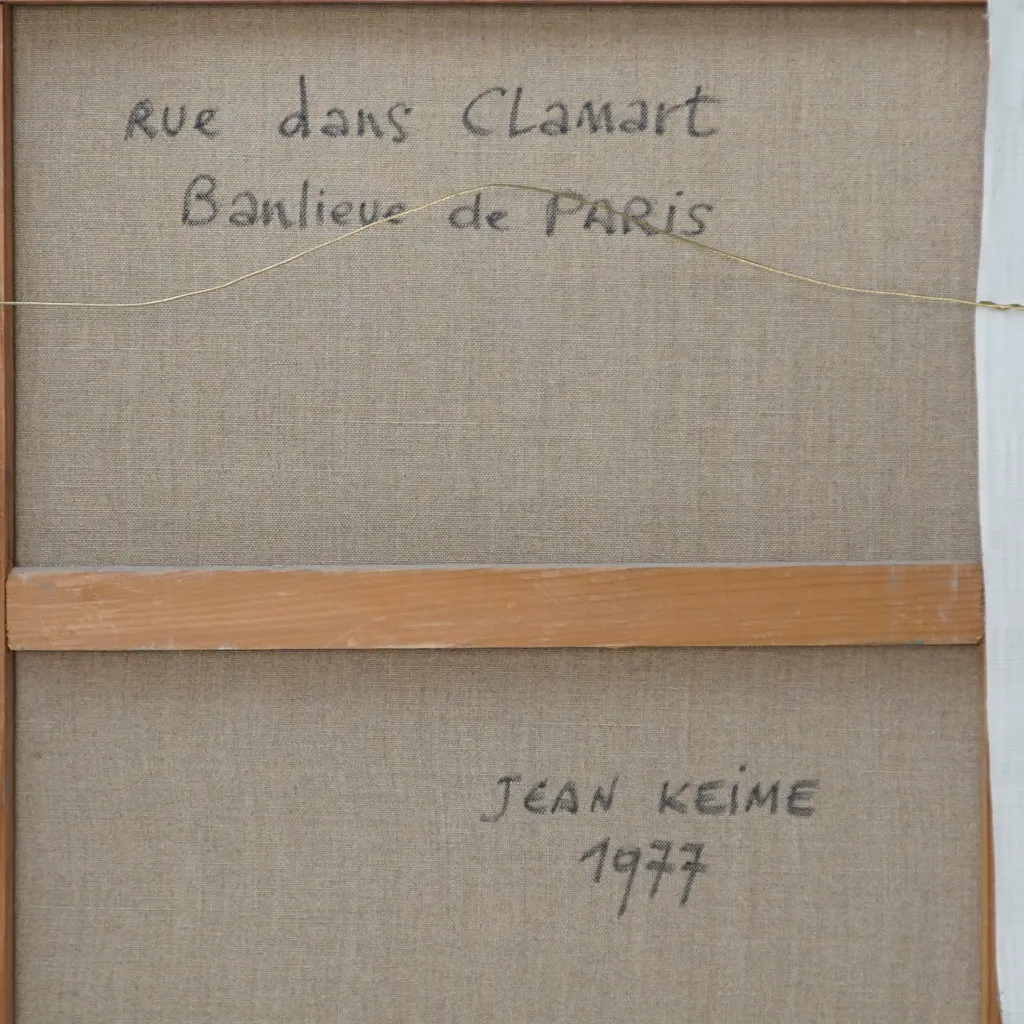 Rue dans Clamart
Banlieue de PARiS
JEAN KEiME
1977